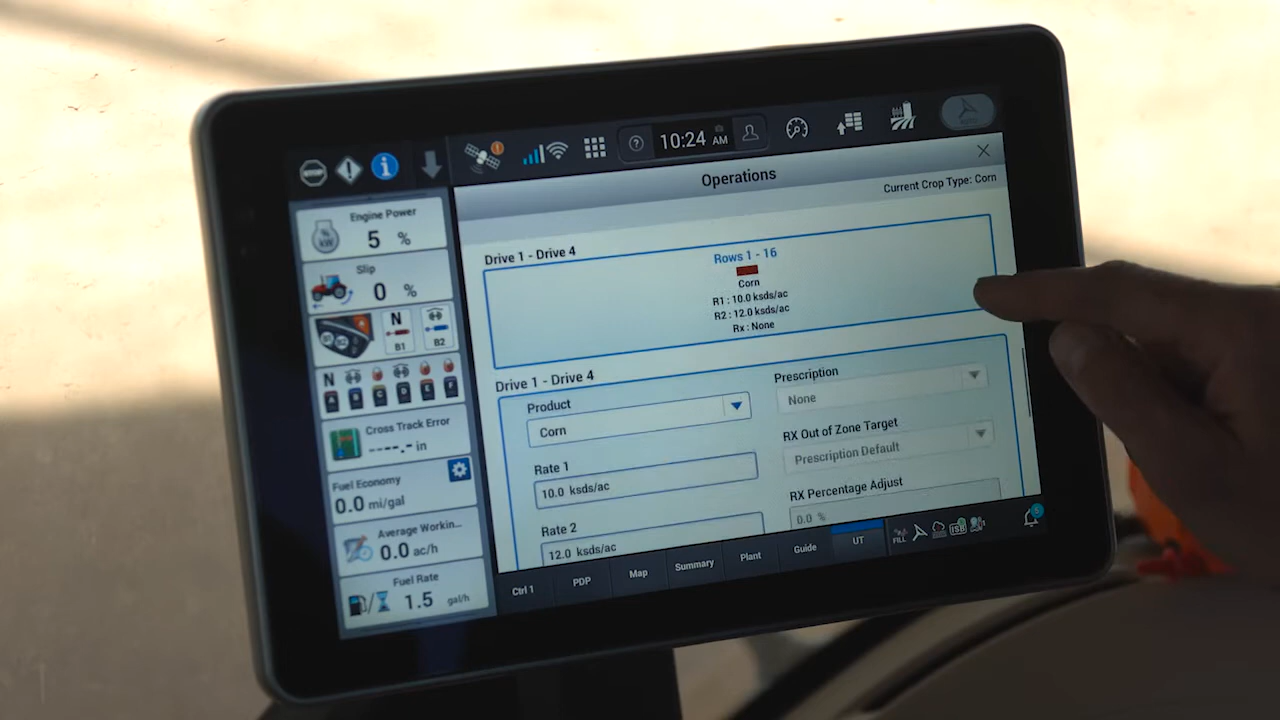 10:24 AM
1
Operations
Current Crop Type: Corn
Engine Power
5 %
Slip
0 %
N
B1
B2
N
A B C D E F
Cross Track Error
----.- in
Fuel Economy
0.0 mi/gal
Average Workin...
0.0 ac/h
Fuel Rate
1.5 gal/h
Drive 1 - Drive 4
Rows 1 - 16
Corn
R1 : 10.0 ksds/ac
R2 : 12.0 ksds/ac
Rx : None
Drive 1 - Drive 4
Product
Corn
Rate 1
10.0 ksds/ac
Rate 2
12.0 ksds/ac
Prescription
None
RX Out of Zone Target
Prescription Default
RX Percentage Adjust
0.0 %
Ctrl 1
PDP
Map
Summary
Plant
Guide
UT
FILL
ISB
5